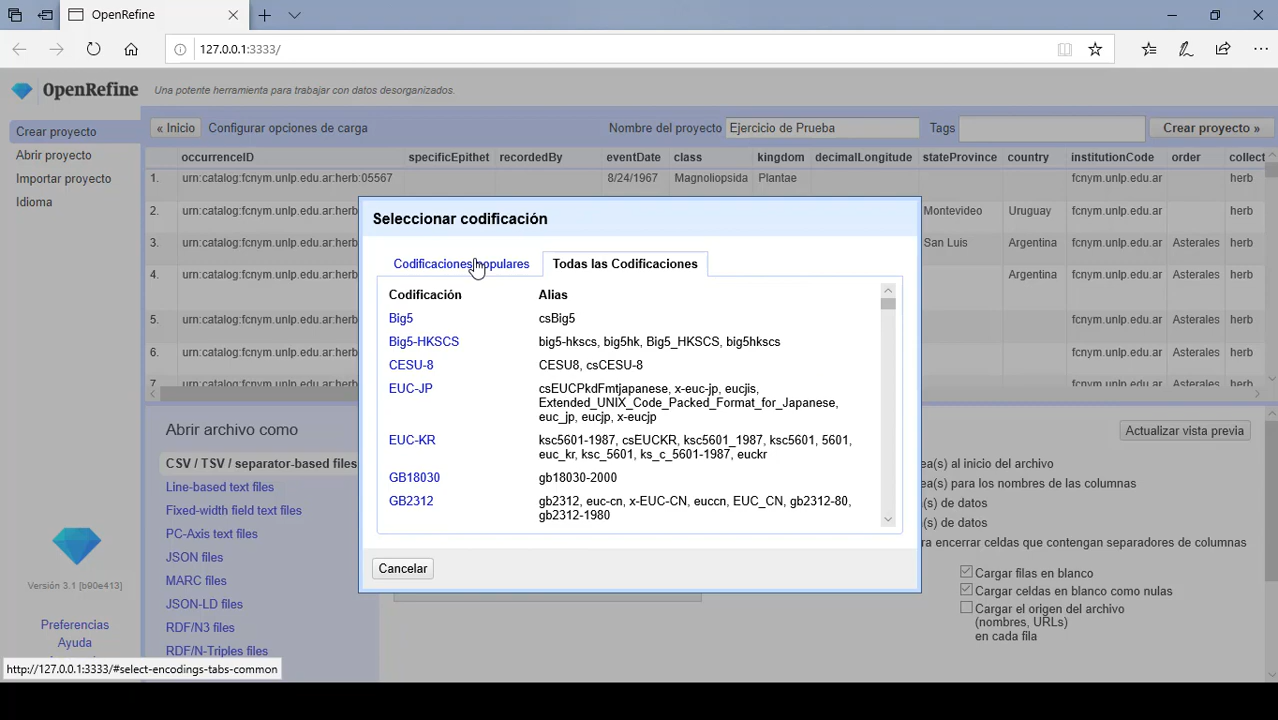 OpenRefine
127.0.0.1:3333/
OpenRefine Una potente herramienta para trabajar con datos desorganizados.
Crear proyecto
Abrir proyecto
Importar proyecto
Idioma
« Inicio Configurar opciones de carga Nombre del proyecto Ejercicio de Prueba Tags Crear proyecto »
occurrenceID specificEpithet recordedBy eventDate class kingdom decimalLongitude stateProvince country institutionCode order collect
1. urn:catalog:fcnym.unlp.edu.ar:herb:05567 8/24/1967 Magnoliopsida Plantae fcnym.unlp.edu.ar herb
2. urn:catalog:fcnym.unlp.edu.ar:herb Montevideo Uruguay fcnym.unlp.edu.ar herb
3. urn:catalog:fcnym.unlp.edu.ar:herb San Luis Argentina fcnym.unlp.edu.ar Asterales herb
4. urn:catalog:fcnym.unlp.edu.ar:herb Argentina fcnym.unlp.edu.ar Asterales herb
5. urn:catalog:fcnym.unlp.edu.ar:herb fcnym.unlp.edu.ar Asterales herb
6. urn:catalog:fcnym.unlp.edu.ar:herb fcnym.unlp.edu.ar Asterales herb
7 urn:catalog:fcnym.unlp.edu.ar:herb fcnym.unlp.edu.ar Asterales herb
Seleccionar codificación
Codificaciones populares Todas las Codificaciones
Codificación Alias
Big5 csBig5
Big5-HKSCS big5-hkscs, big5hk, Big5_HKSCS, big5hkscs
CESU-8 CESU8, csCESU-8
EUC-JP csEUCPkdFmtjapanese, x-euc-jp, eucjis,
Extended_UNIX_Code_Packed_Format_for_Japanese,
euc_jp, eucjp, x-eucjp
EUC-KR ksc5601-1987, csEUCKR, ksc5601_1987, ksc5601, 5601,
euc_kr, ksc_5601, ks_c_5601-1987, euckr
GB18030 gb18030-2000
GB2312 gb2312, euc-cn, x-EUC-CN, euccn, EUC_CN, gb2312-80,
gb2312-1980
Cancelar
Abrir archivo como
CSV / TSV / separator-based files
Line-based text files
Fixed-width field text files
PC-Axis text files
JSON files
MARC files
JSON-LD files
RDF/N3 files
RDF/N-Triples files
Actualizar vista previa
ea(s) al inicio del archivo
ea(s) para los nombres de las columnas
(s) de datos
(s) de datos
ra encerrar celdas que contengan separadores de columnas
Cargar filas en blanco
Cargar celdas en blanco como nulas
Cargar el origen del archivo
(nombres, URLs)
en cada fila
Versión 3.1 [b90e413]
Preferencias
Ayuda
http://127.0.0.1:3333/#select-encodings-tabs-common